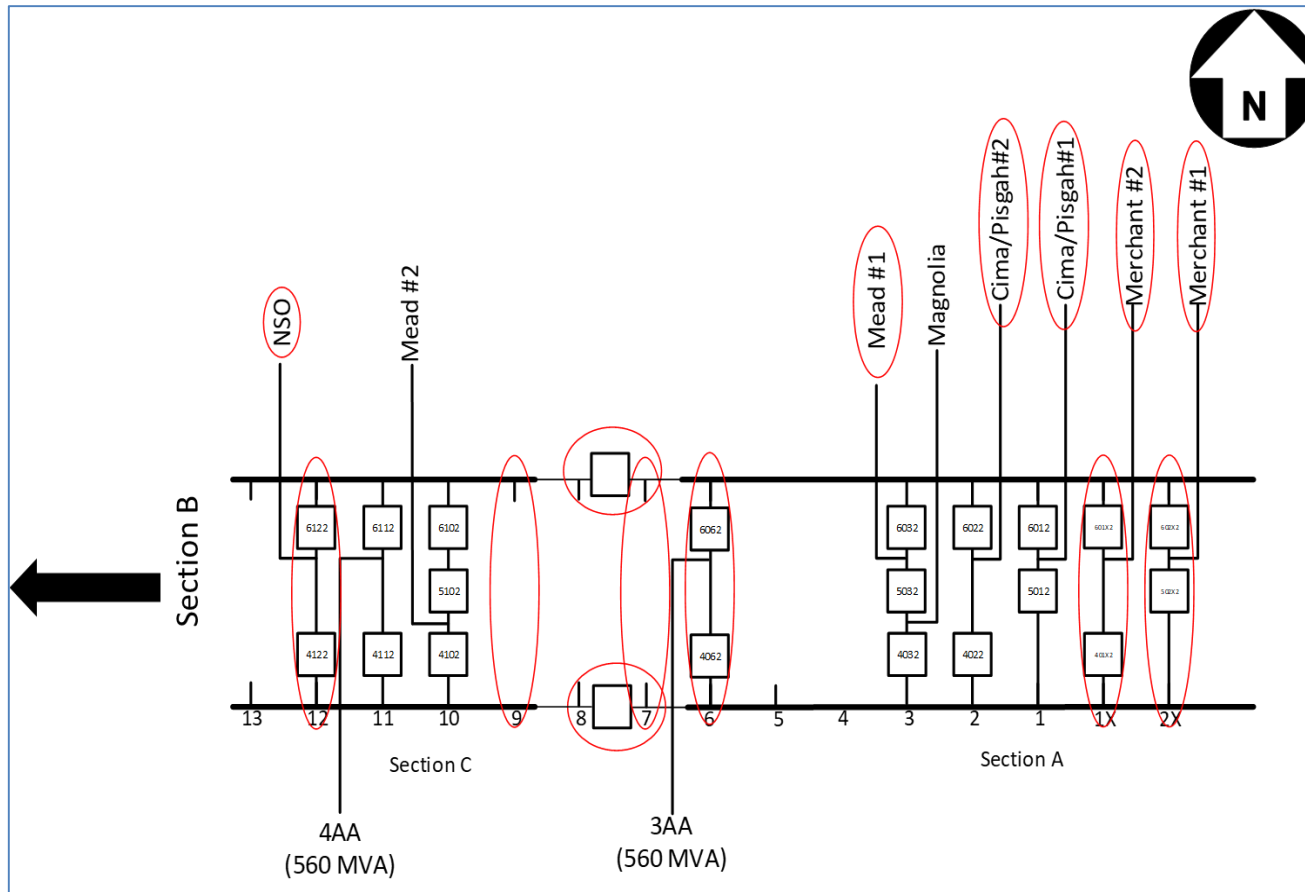 N
NSO
Mead #2
Mead #1
Magnolia
Cima/Pisgah#2
Cima/Pisgah#1
Merchant #2
Merchant #1
Section B
6122
6112
6102
6062
6032
6022
6012
601X2
602X2
5102
5032
5012
502X2
4122
4112
4102
4062
4032
4022
401X2
13
12
11
10
9
8
7
6
5
4
3
2
1
1X
2X
Section C
Section A
4AA
(560 MVA)
3AA
(560 MVA)